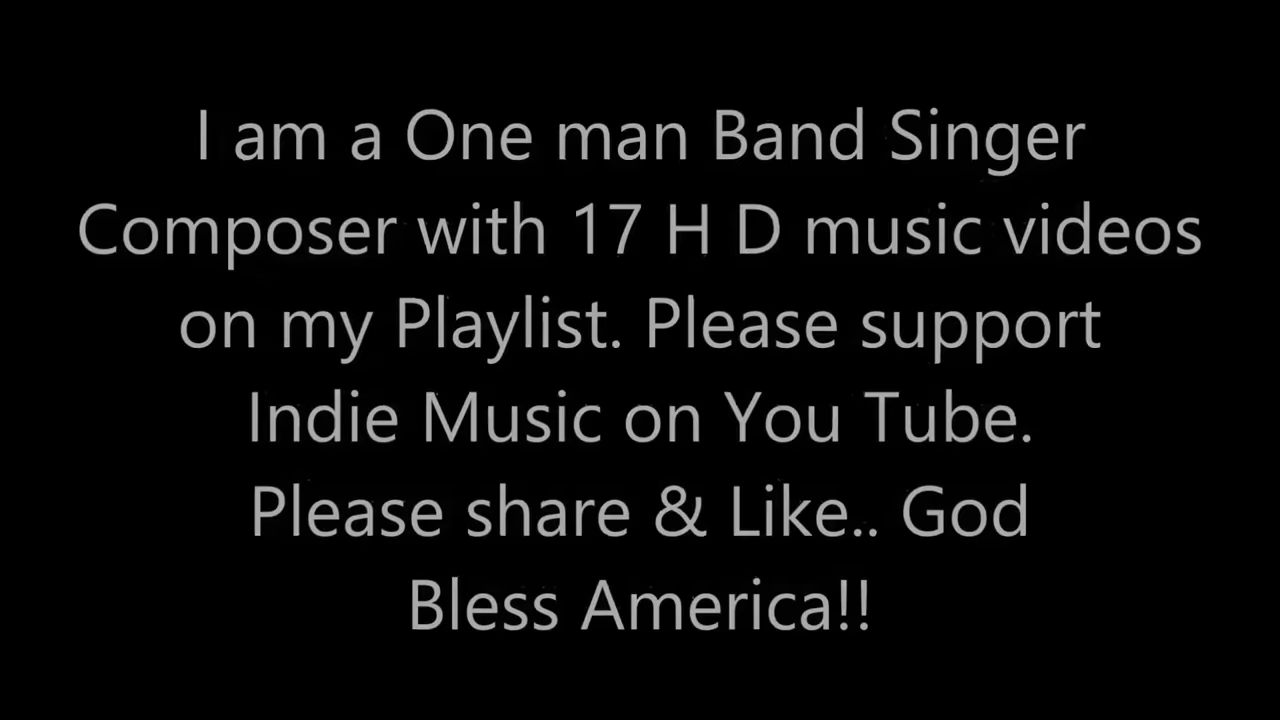 I am a One man Band Singer
Composer with 17 H D music videos
on my Playlist. Please support
Indie Music on You Tube.
Please share & Like.. God
Bless America!!